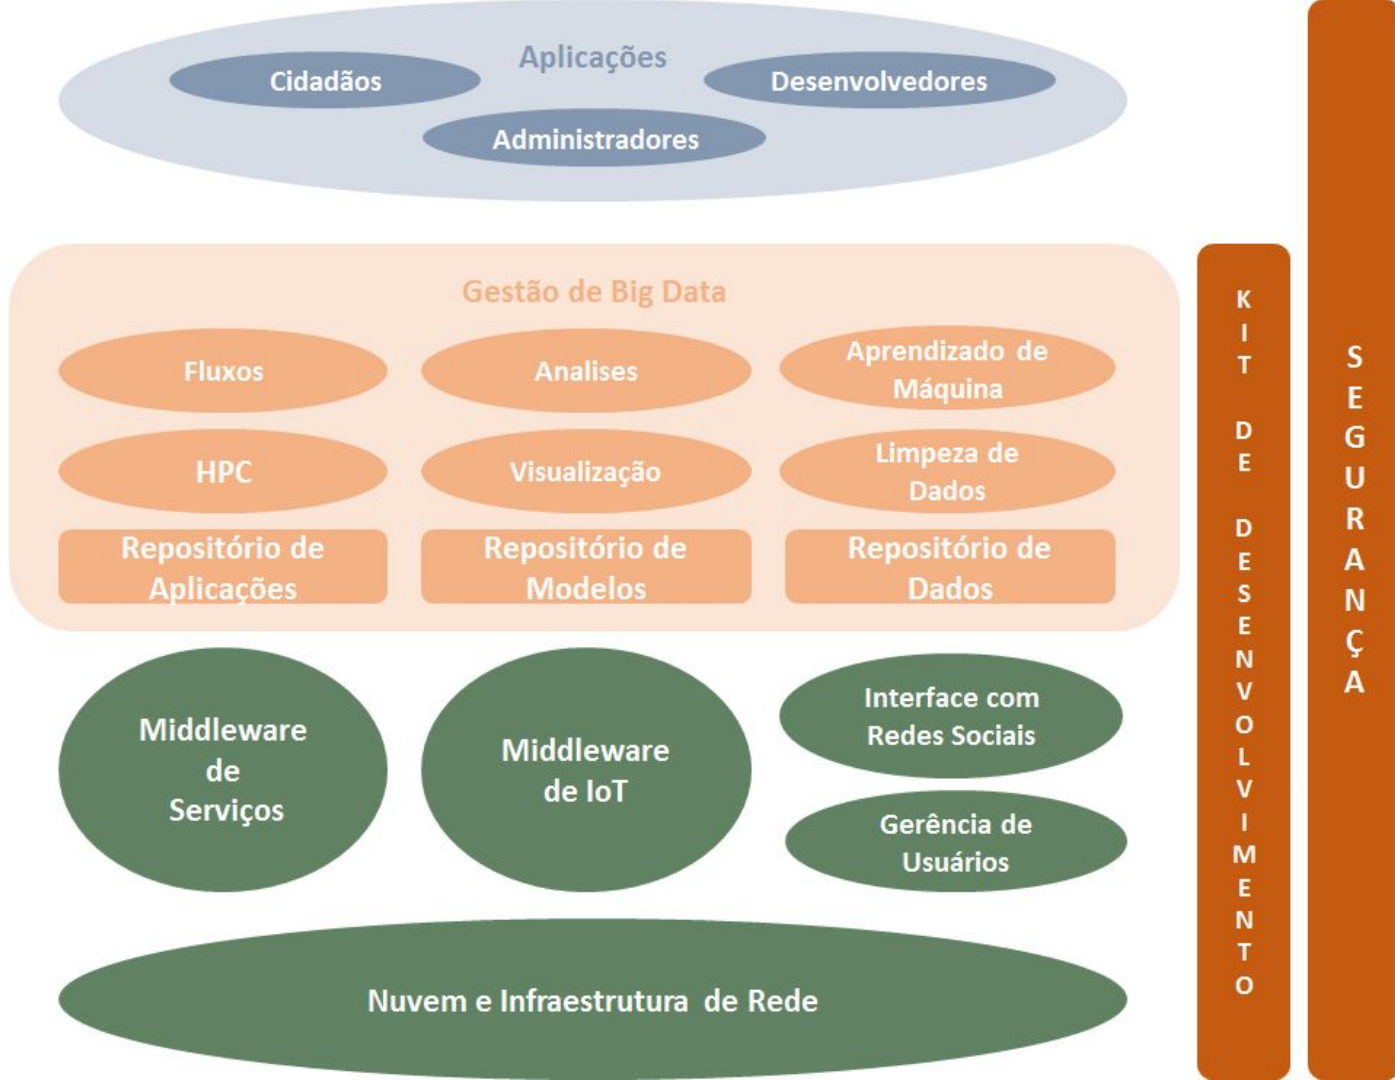 Aplicações
Cidadãos
Desenvolvedores
Administradores
Gestão de Big Data
Fluxos
Analises
Aprendizado de
Máquina
HPC
Visualização
Limpeza de
Dados
Repositório de
Aplicações
Repositório de
Modelos
Repositório de
Dados
Middleware
de
Serviços
Middleware
de IoT
Interface com
Redes Sociais
Gerência de
Usuários
Nuvem e Infraestrutura de Rede
KIT DE DESENVOLVIMENTO
SEGURANÇA